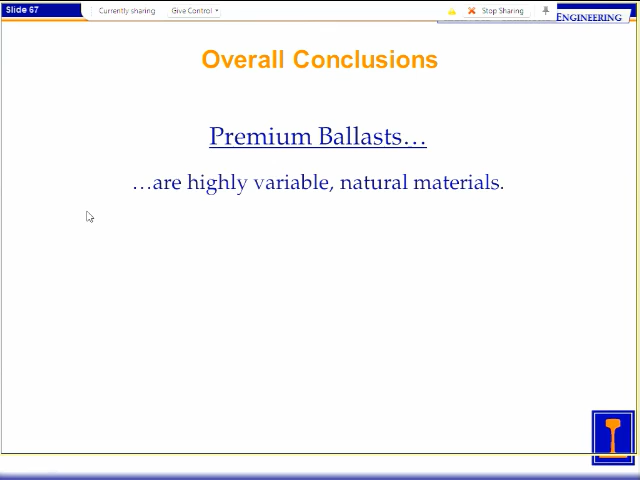 Slide 67
Currently sharing
Give Control
Stop Sharing
ENGINEERING
Overall Conclusions
Premium Ballasts…
…are highly variable, natural materials.